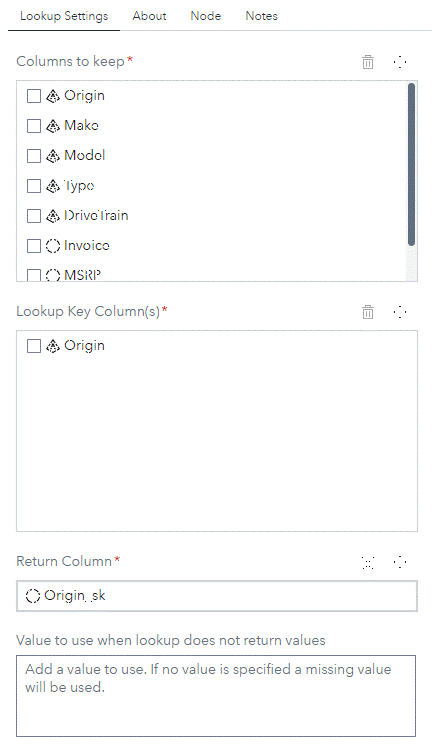 Lookup Settings About Node Notes
Columns to keep*
Origin
Make
Model
Type
DriveTrain
Invoice
MSRP
Lookup Key Column(s)*
Origin
Return Column*
Origin_sk
Value to use when lookup does not return values
Add a value to use. If no value is specified a missing value
will be used.